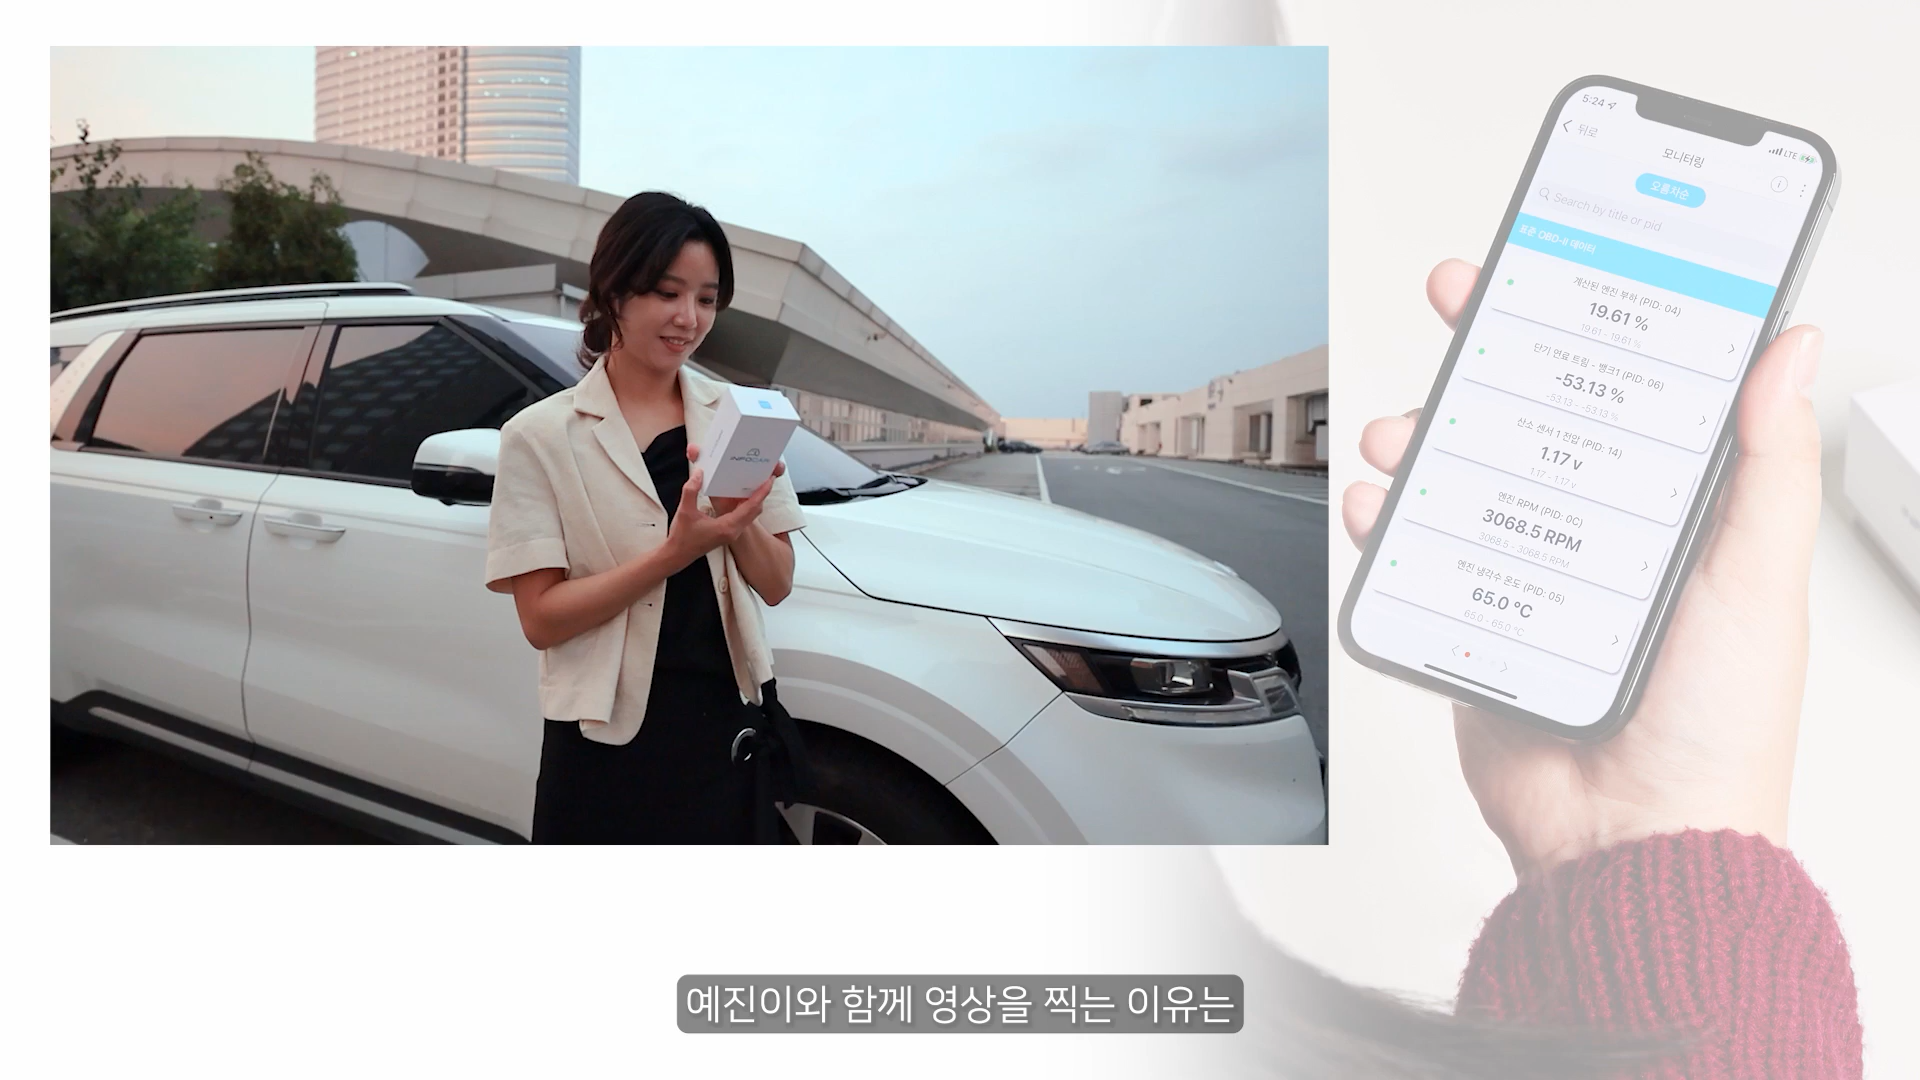 INFOCAR
5:24
LTE
뒤로
모니터링
오름차순
Search by title or pid
표준 OBD-II 데이터
계산된 엔진 부하 (PID: 04)
19.61 %
19.61 - 19.61 %
단기 연료 트림 - 뱅크1 (PID: 06)
-53.13 %
-53.13 - -53.13 %
산소 센서 1 전압 (PID: 14)
1.17 v
1.17 - 1.17 v
엔진 RPM (PID: 0C)
3068.5 RPM
3068.5 - 3068.5 RPM
엔진 냉각수 온도 (PID: 05)
65.0 °C
65.0 - 65.0 °C
예진이와 함께 영상을 찍는 이유는